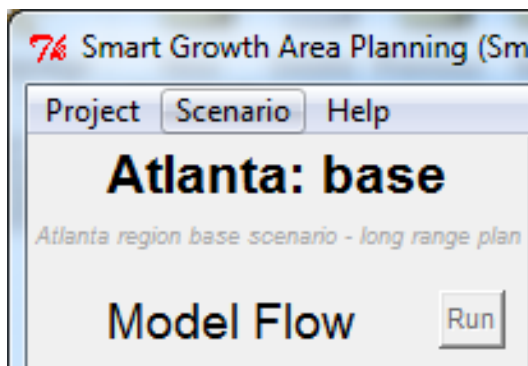 Smart Growth Area Planning (Sm
Project Scenario Help
Atlanta: base
Atlanta region base scenario - long range plan
Model Flow Run